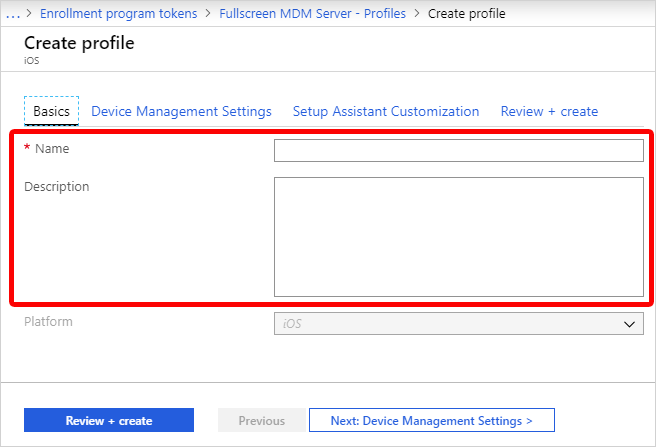 ... > Enrollment program tokens > Fullscreen MDM Server - Profiles > Create profile
Create profile
iOS
Basics Device Management Settings Setup Assistant Customization Review + create
* Name
Description
Platform iOS
Review + create Previous Next: Device Management Settings >